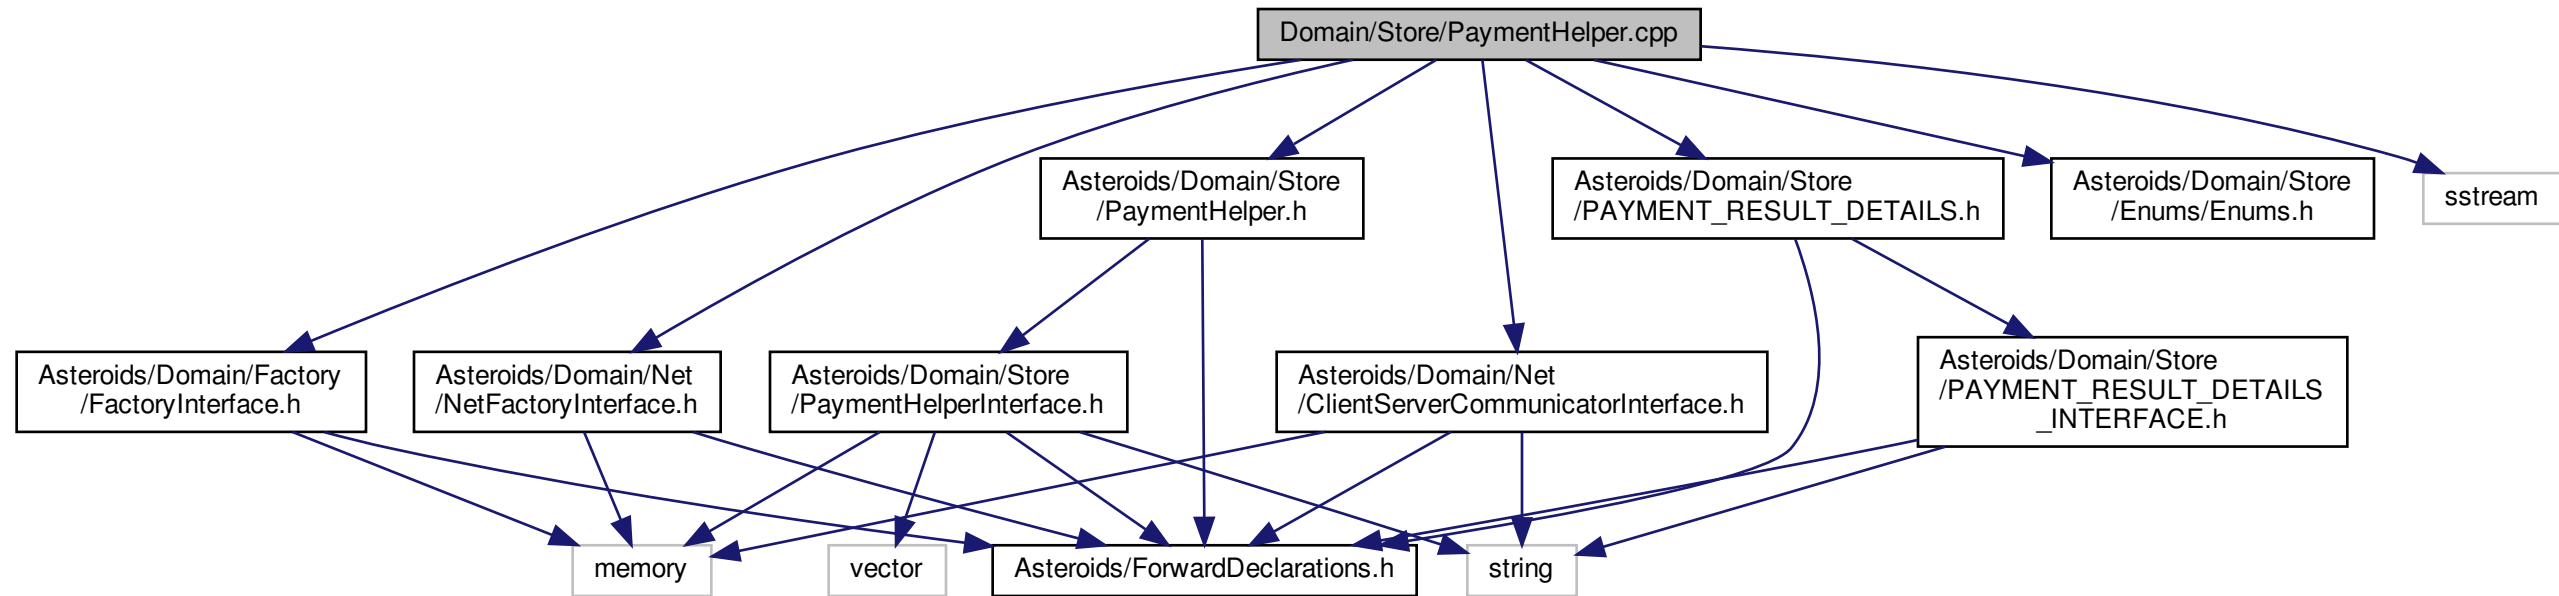 Domain/Store/PaymentHelper.cpp
Asteroids/Domain/Store
/PaymentHelper.h
Asteroids/Domain/Store
/PAYMENT_RESULT_DETAILS.h
Asteroids/Domain/Store
/Enums/Enums.h
sstream
Asteroids/Domain/Factory
/FactoryInterface.h
Asteroids/Domain/Net
/NetFactoryInterface.h
Asteroids/Domain/Store
/PaymentHelperInterface.h
Asteroids/Domain/Net
/ClientServerCommunicatorInterface.h
Asteroids/Domain/Store
/PAYMENT_RESULT_DETAILS
_INTERFACE.h
memory
vector
Asteroids/ForwardDeclarations.h
string